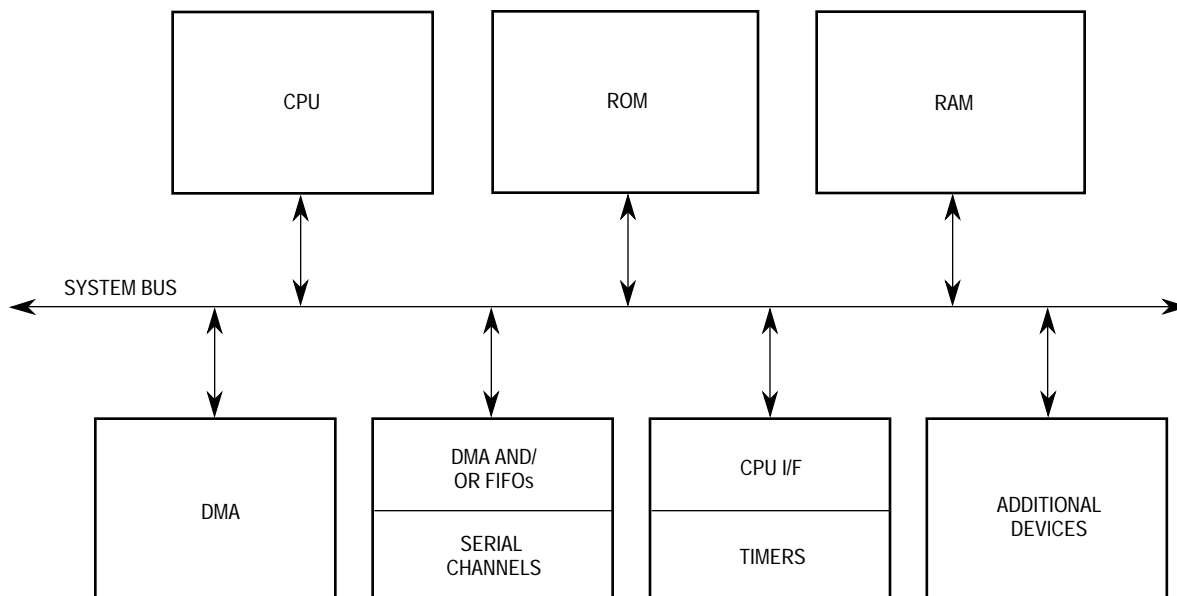 CPU
ROM
RAM
SYSTEM BUS
DMA
DMA AND/
OR FIFOs
SERIAL
CHANNELS
CPU I/F
TIMERS
ADDITIONAL
DEVICES